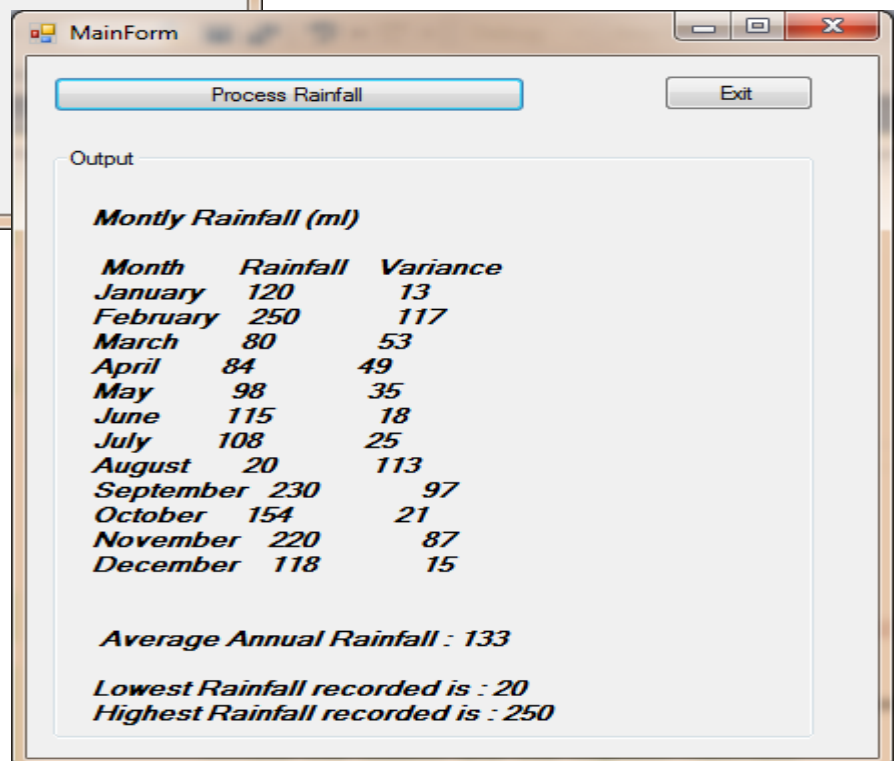 MainForm
Process Rainfall Exit
Output
Montly Rainfall (ml)
Month Rainfall Variance
January 120 13
February 250 117
March 80 53
April 84 49
May 98 35
June 115 18
July 108 25
August 20 113
September 230 97
October 154 21
November 220 87
December 118 15
Average Annual Rainfall : 133
Lowest Rainfall recorded is : 20
Highest Rainfall recorded is : 250